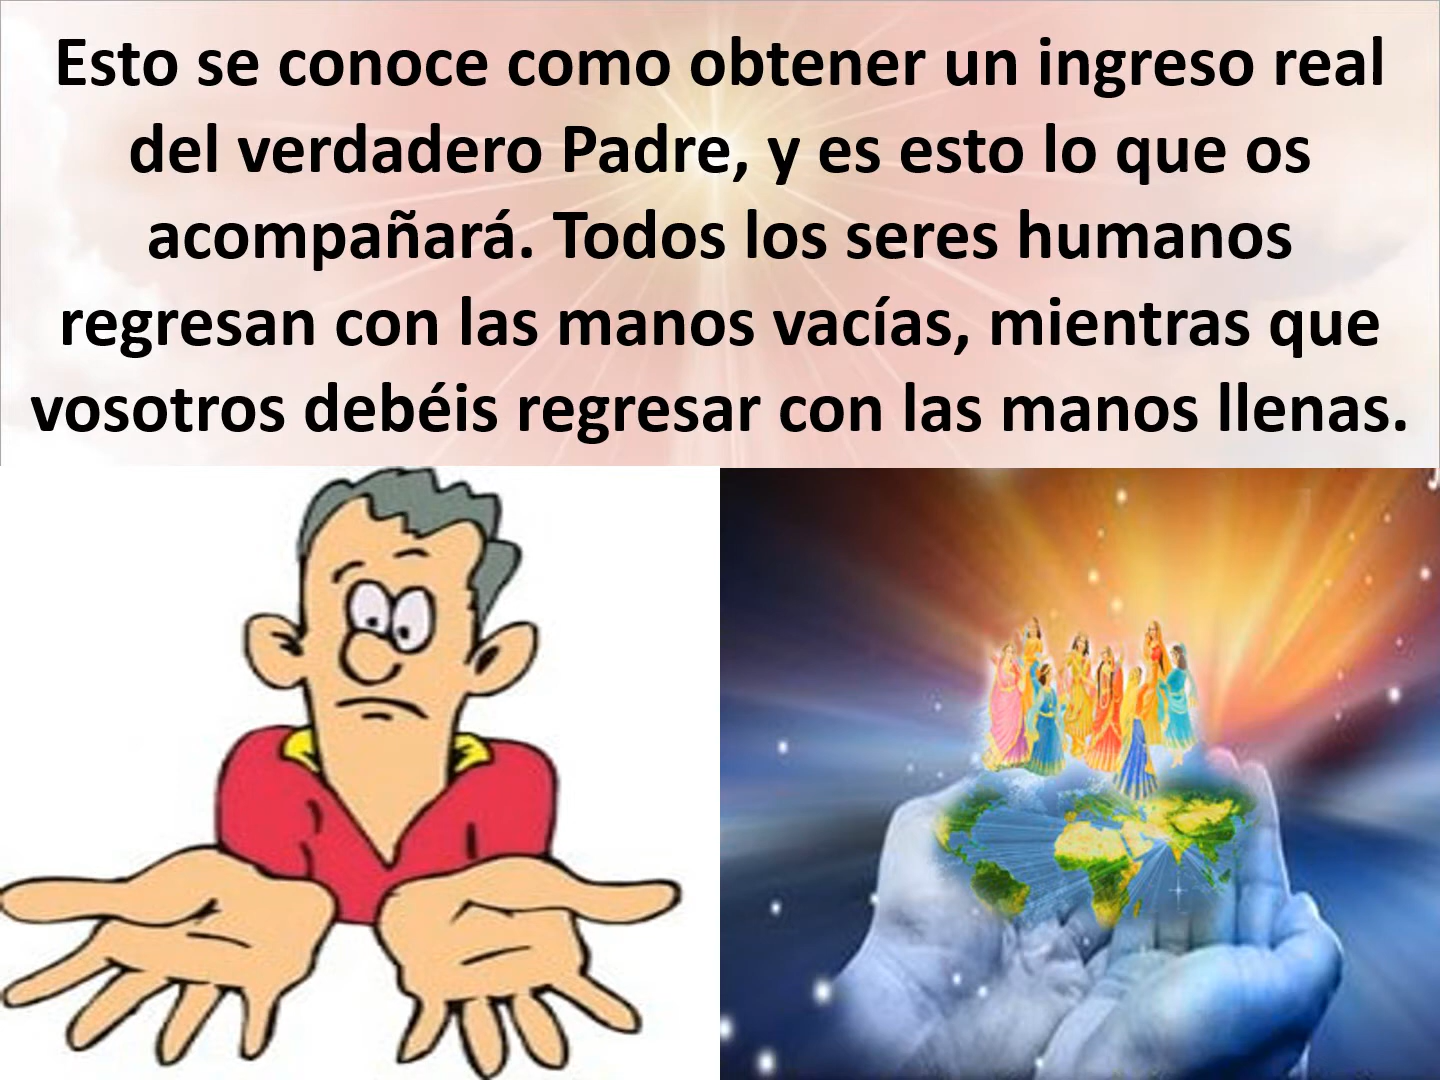 Esto se conoce como obtener un ingreso real
del verdadero Padre, y es esto lo que os
acompañará. Todos los seres humanos
regresan con las manos vacías, mientras que
vosotros debéis regresar con las manos llenas.